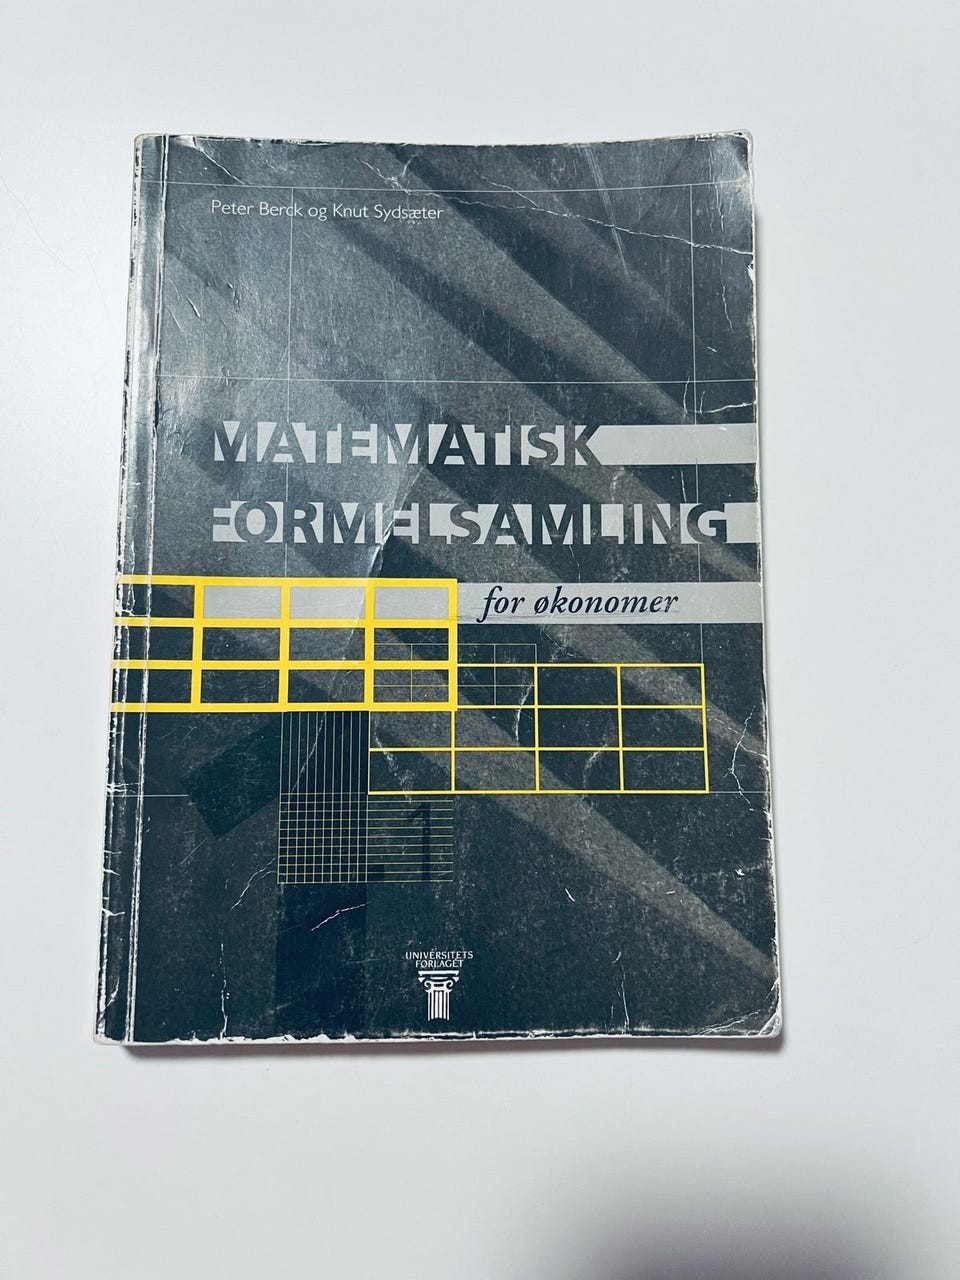 Peter Berck og Knut Sydsæter
MATEMATISK
FORMELSAMLING
for økonomer
1
UNIVERSITETS
FORLAGET